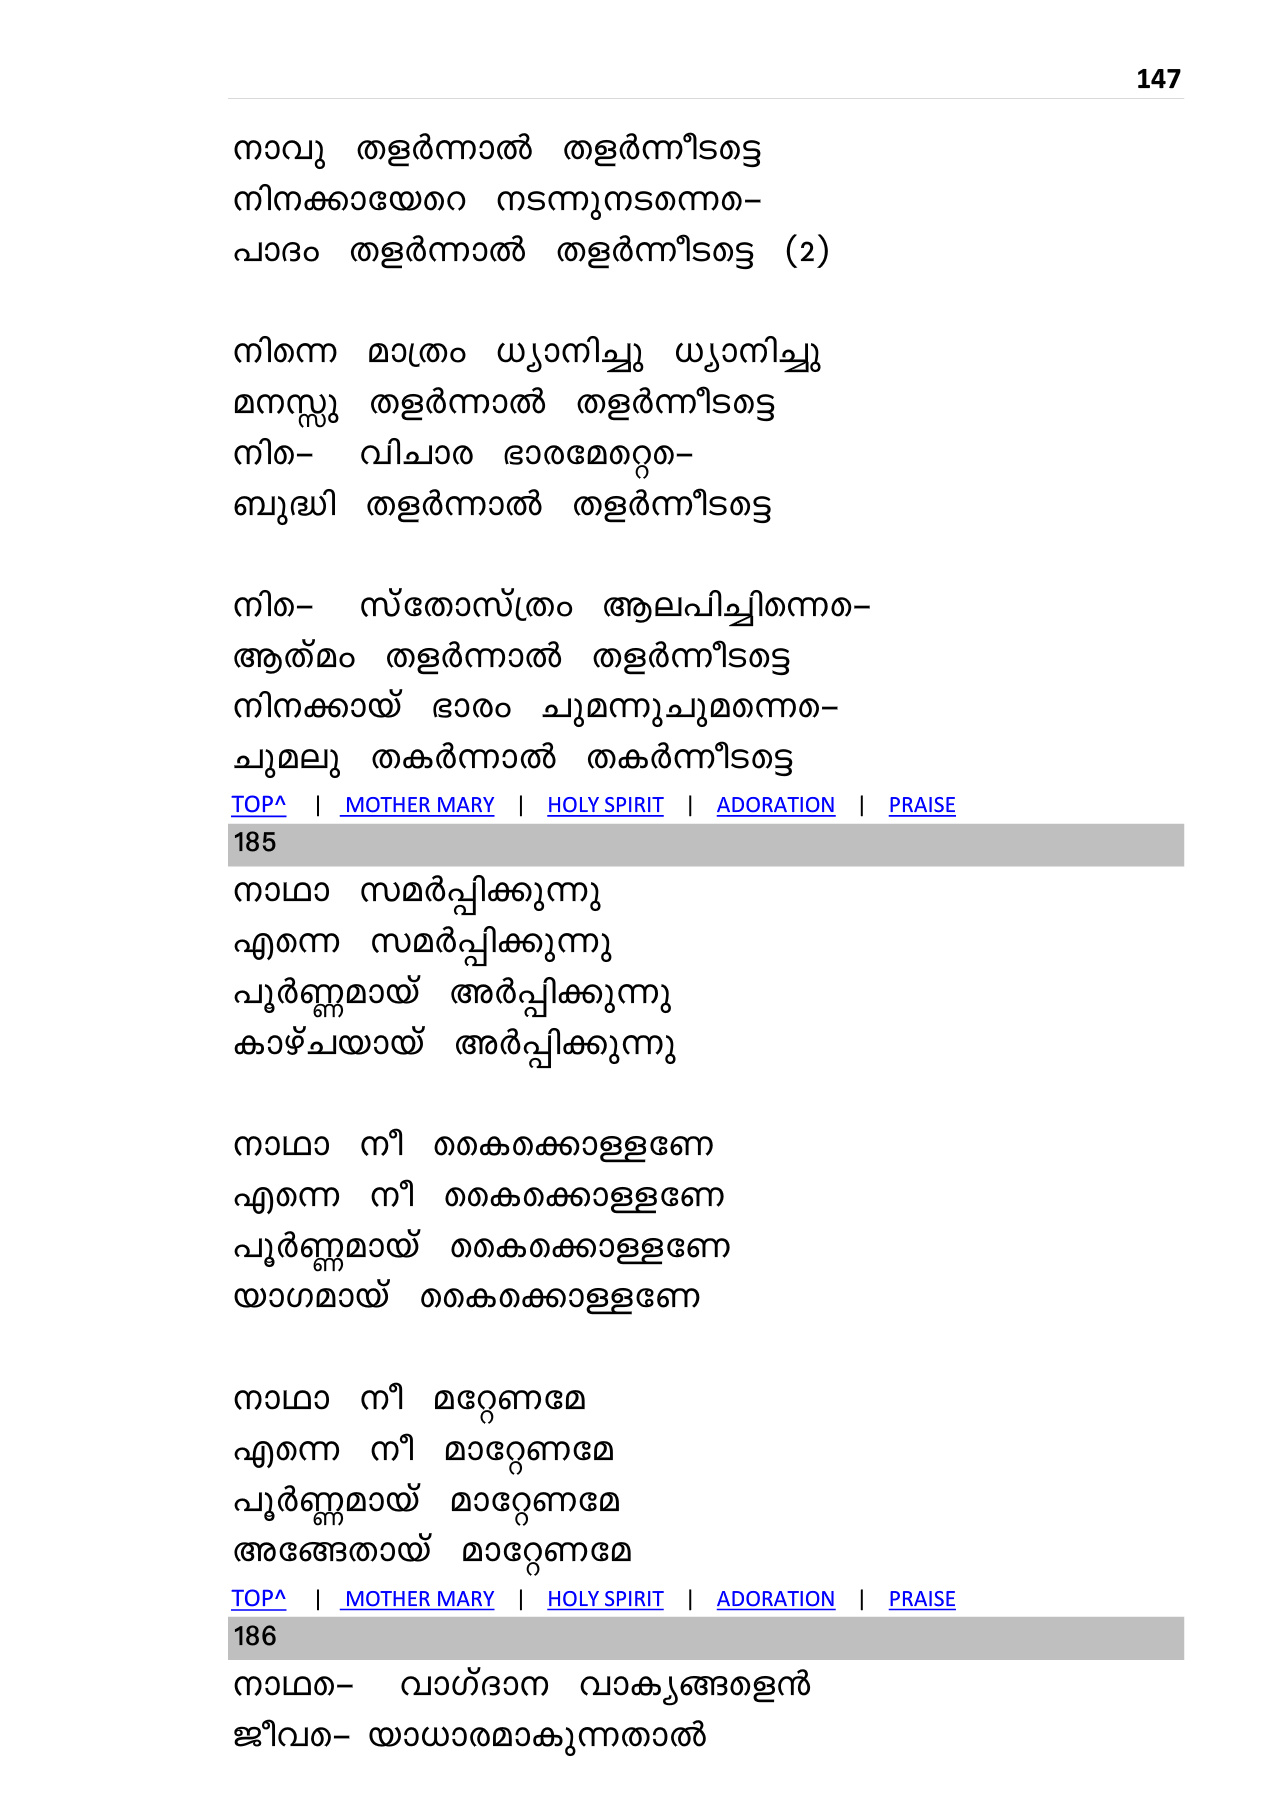 147
നാവു തളർന്നാൽ തളർന്നീടട്ടെ
നിനക്കായേറെ നടന്നുനടന്നെ-
പാദം തളർന്നാൽ തളർന്നീടട്ടെ (2)
നിന്നെ മാത്രം ധ്യാനിച്ചു ധ്യാനിച്ചു
മനസ്സു തളർന്നാൽ തളർന്നീടട്ടെ
നിെ- വിചാര ഭാരമേറ്റെ-
ബുദ്ധി തളർന്നാൽ തളർന്നീടട്ടെ
നിെ- സ്തോസ്ത്രം ആലപിച്ചിന്നെ-
ആത്മം തളർന്നാൽ തളർന്നീടട്ടെ
നിനക്കായ് ഭാരം ചുമന്നുചുമന്നെ-
ചുമലു തകർന്നാൽ തകർന്നീടട്ടെ
TOP^ | MOTHER MARY | HOLY SPIRIT | ADORATION | PRAISE
185
നാഥാ സമർപ്പിക്കുന്നു
എന്നെ സമർപ്പിക്കുന്നു
പൂർണ്ണമായ് അർപ്പിക്കുന്നു
കാഴ്ചയായ് അർപ്പിക്കുന്നു
നാഥാ നീ കൈക്കൊള്ളണേ
എന്നെ നീ കൈക്കൊള്ളണേ
പൂർണ്ണമായ് കൈക്കൊള്ളണേ
യാഗമായ് കൈക്കൊള്ളണേ
നാഥാ നീ മറ്റേണമേ
എന്നെ നീ മാറ്റേണമേ
പൂർണ്ണമായ് മാറ്റേണമേ
അങ്ങേതായ് മാറ്റേണമേ
TOP^ | MOTHER MARY | HOLY SPIRIT | ADORATION | PRAISE
186
നാഥെ- വാഗ്ദാന വാക്യങ്ങളെൻ
ജീവെ- യാധാരമാകുന്നതാൽ